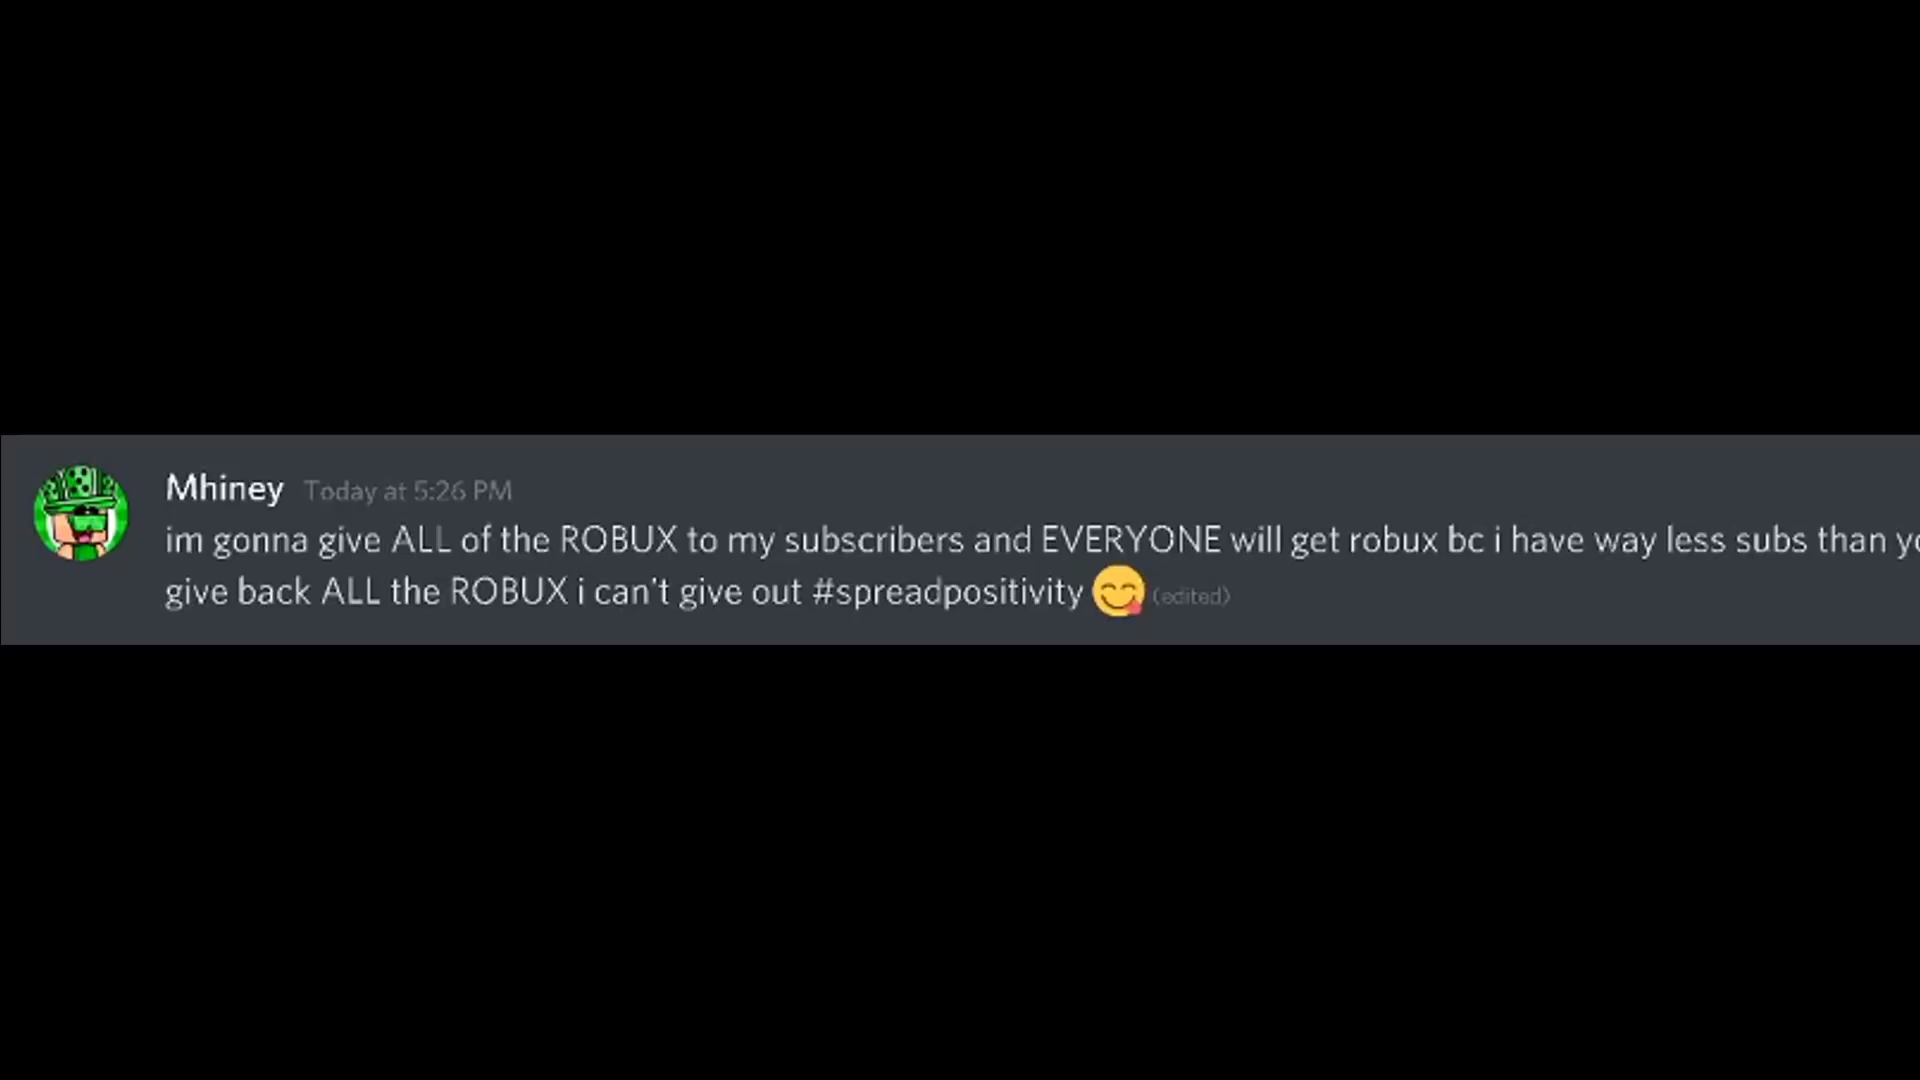 Mhiney Today at 5:26 PM
im gonna give ALL of the ROBUX to my subscribers and EVERYONE will get robux bc i have way less subs than
give back ALL the ROBUX i can't give out #spreadpositivity 😋 (edited)